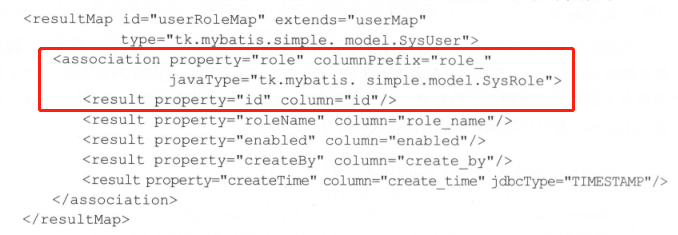 <resultMap id="userRoleMap" extends="userMap"
type="tk.mybatis.simple. model.SysUser">
<association property="role" columnPrefix="role_"
javaType="tk.mybatis. simple.model.SysRole">
<result property="id" column="id"/>
<result property="roleName" column="role_name"/>
<result property="enabled" column="enabled"/>
<result property="createBy" column="create_by"/>
<result property="createTime" column="create_time" jdbcType="TIMESTAMP"/>
</association>
</resultMap>